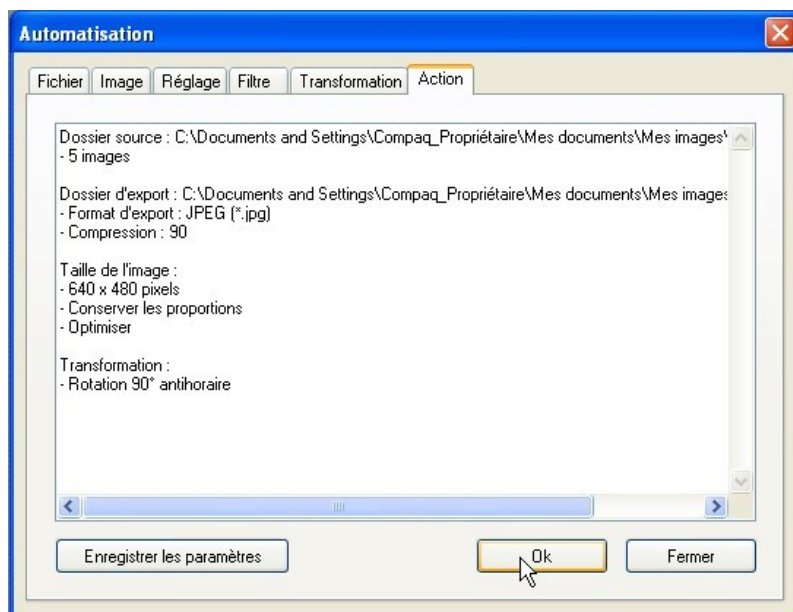 Automatisation
Fichier Image Réglage Filtre Transformation Action
Dossier source : C:\Documents and Settings\Compaq_Propriétaire\Mes documents\Mes images\
- 5 images
Dossier d'export : C:\Documents and Settings\Compaq_Propriétaire\Mes documents\Mes images
- Format d'export : JPEG (*.jpg)
- Compression : 90
Taille de l'image :
- 640 x 480 pixels
- Conserver les proportions
- Optimiser
Transformation :
- Rotation 90° antihoraire
Enregistrer les paramètres Ok Fermer